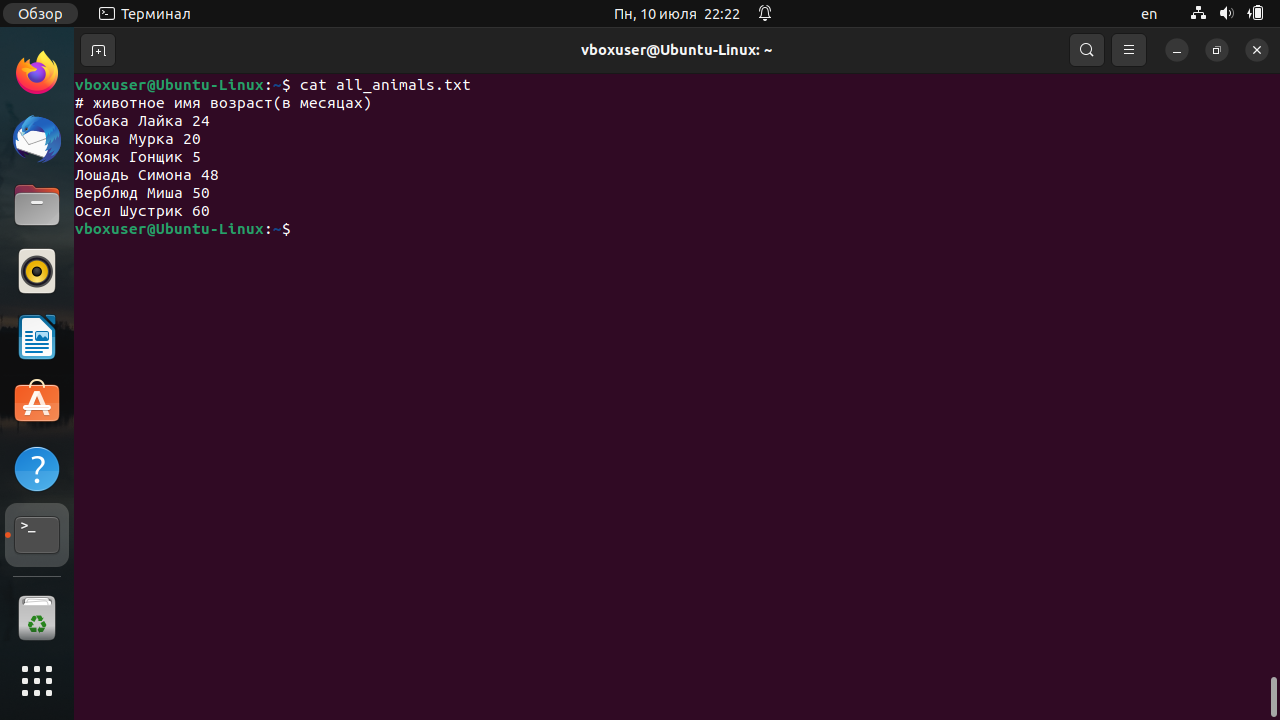 Обзор
Терминал
Пн, 10 июля 22:22
en
vboxuser@Ubuntu-Linux: ~
vboxuser@Ubuntu-Linux:~$ cat all_animals.txt
# животное имя возраст(в месяцах)
Собака Лайка 24
Кошка Мурка 20
Хомяк Гонщик 5
Лошадь Симона 48
Верблюд Миша 50
Осел Шустрик 60
vboxuser@Ubuntu-Linux:~$